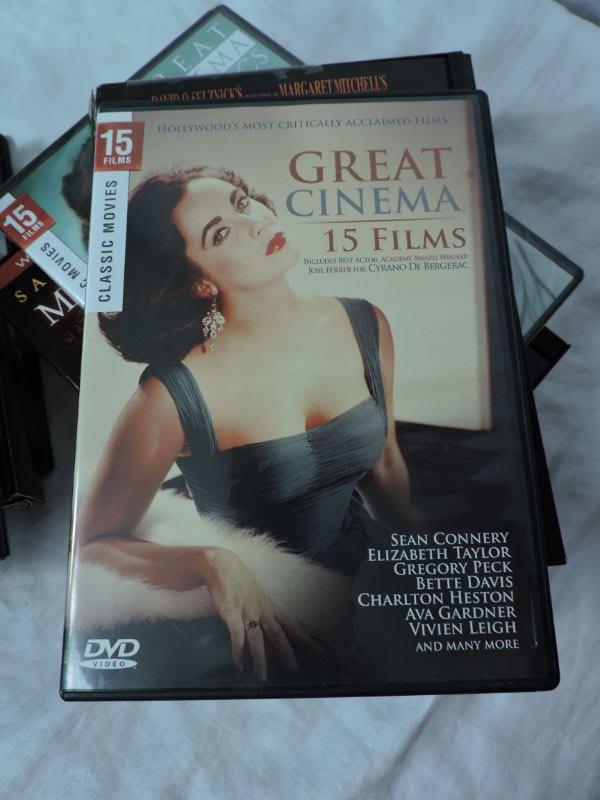 GREAT
CINEMA
DAVID O. SELZNICK'S
MARGARET MITCHELL'S
15
FILMS
CLASSIC MOVIES
HOLLYWOOD'S MOST CRITICALLY ACCLAIMED FILMS
GREAT
CINEMA
15 FILMS
INCLUDES BEST ACTOR, ACADEMY AWARD WINNER
JOSE FERRER FOR CYRANO DE BERGERAC
15
FILMS
MOVIES
SEAN CONNERY
ELIZABETH TAYLOR
GREGORY PECK
BETTE DAVIS
CHARLTON HESTON
AVA GARDNER
VIVIEN LEIGH
AND MANY MORE
DVD
VIDEO